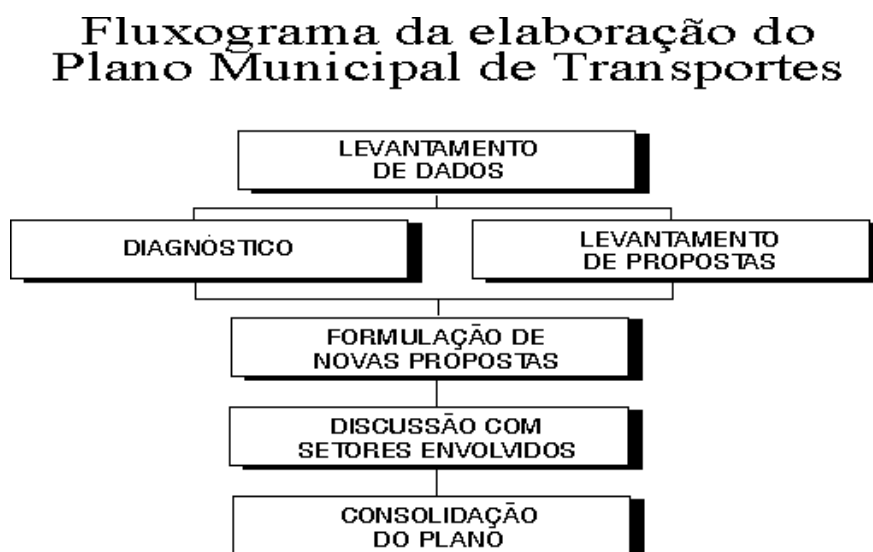 Fluxograma da elaboração do
Plano Municipal de Transportes
LEVANTAMENTO
DE DADOS
DIAGNÓSTICO
LEVANTAMENTO
DE PROPOSTAS
FORMULAÇÃO DE
NOVAS PROPOSTAS
DISCUSSÃO COM
SETORES ENVOLVIDOS
CONSOLIDAÇÃO
DO PLANO